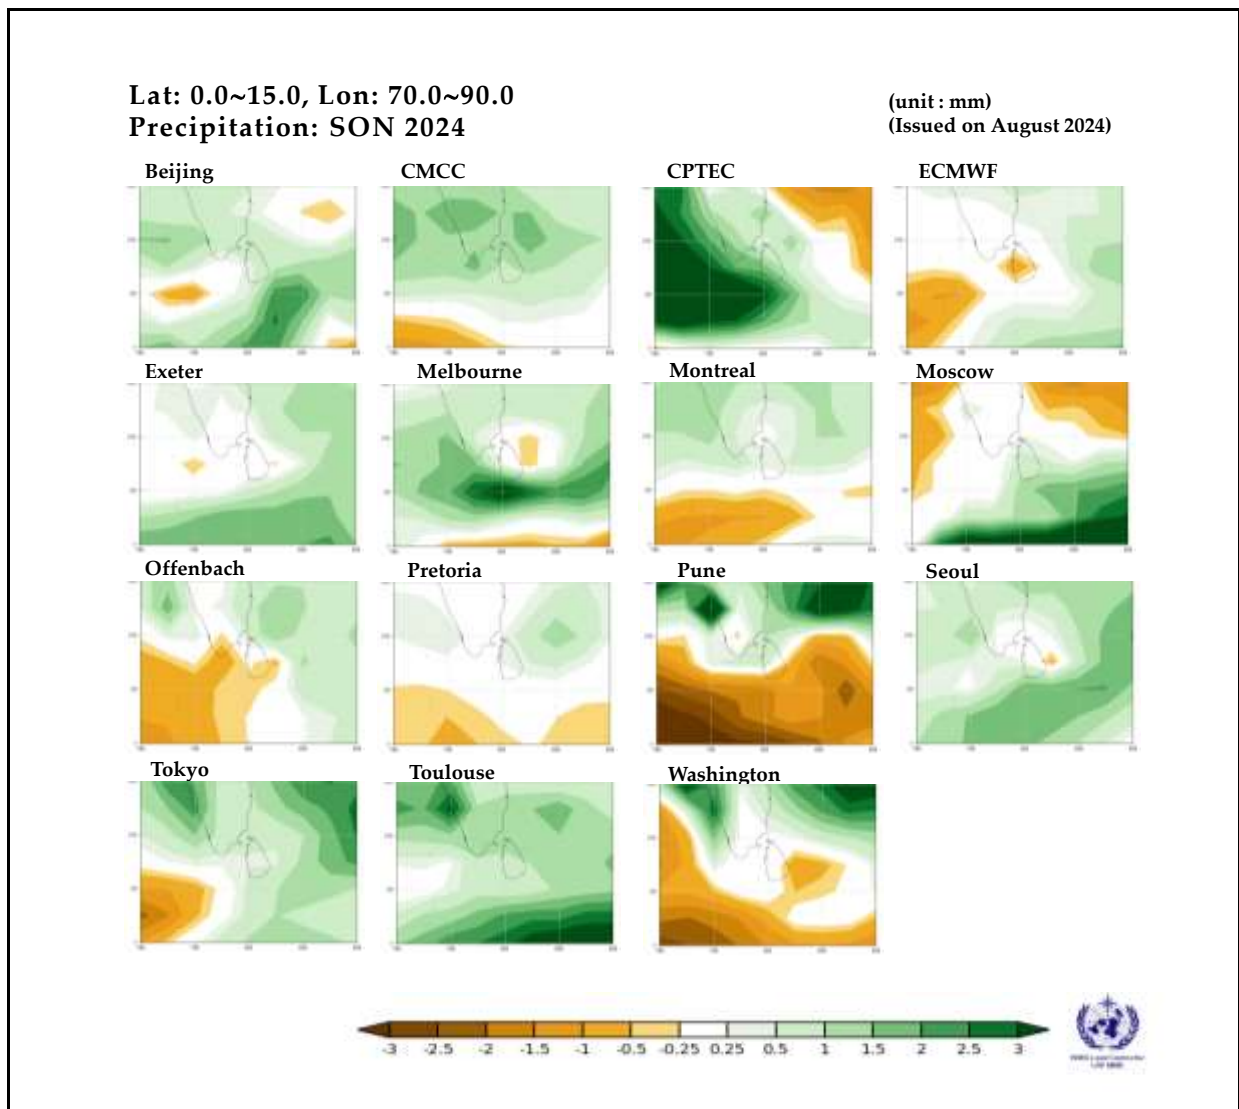 Lat: 0.0~15.0, Lon: 70.0~90.0
Precipitation: SON 2024
(unit : mm)
(Issued on August 2024)
Beijing
CMCC
CPTEC
ECMWF
Exeter
Melbourne
Montreal
Moscow
Offenbach
Pretoria
Pune
Seoul
Tokyo
Toulouse
Washington
-3 -2.5 -2 -1.5 -1 -0.5 -0.25 0.25 0.5 1 1.5 2 2.5 3